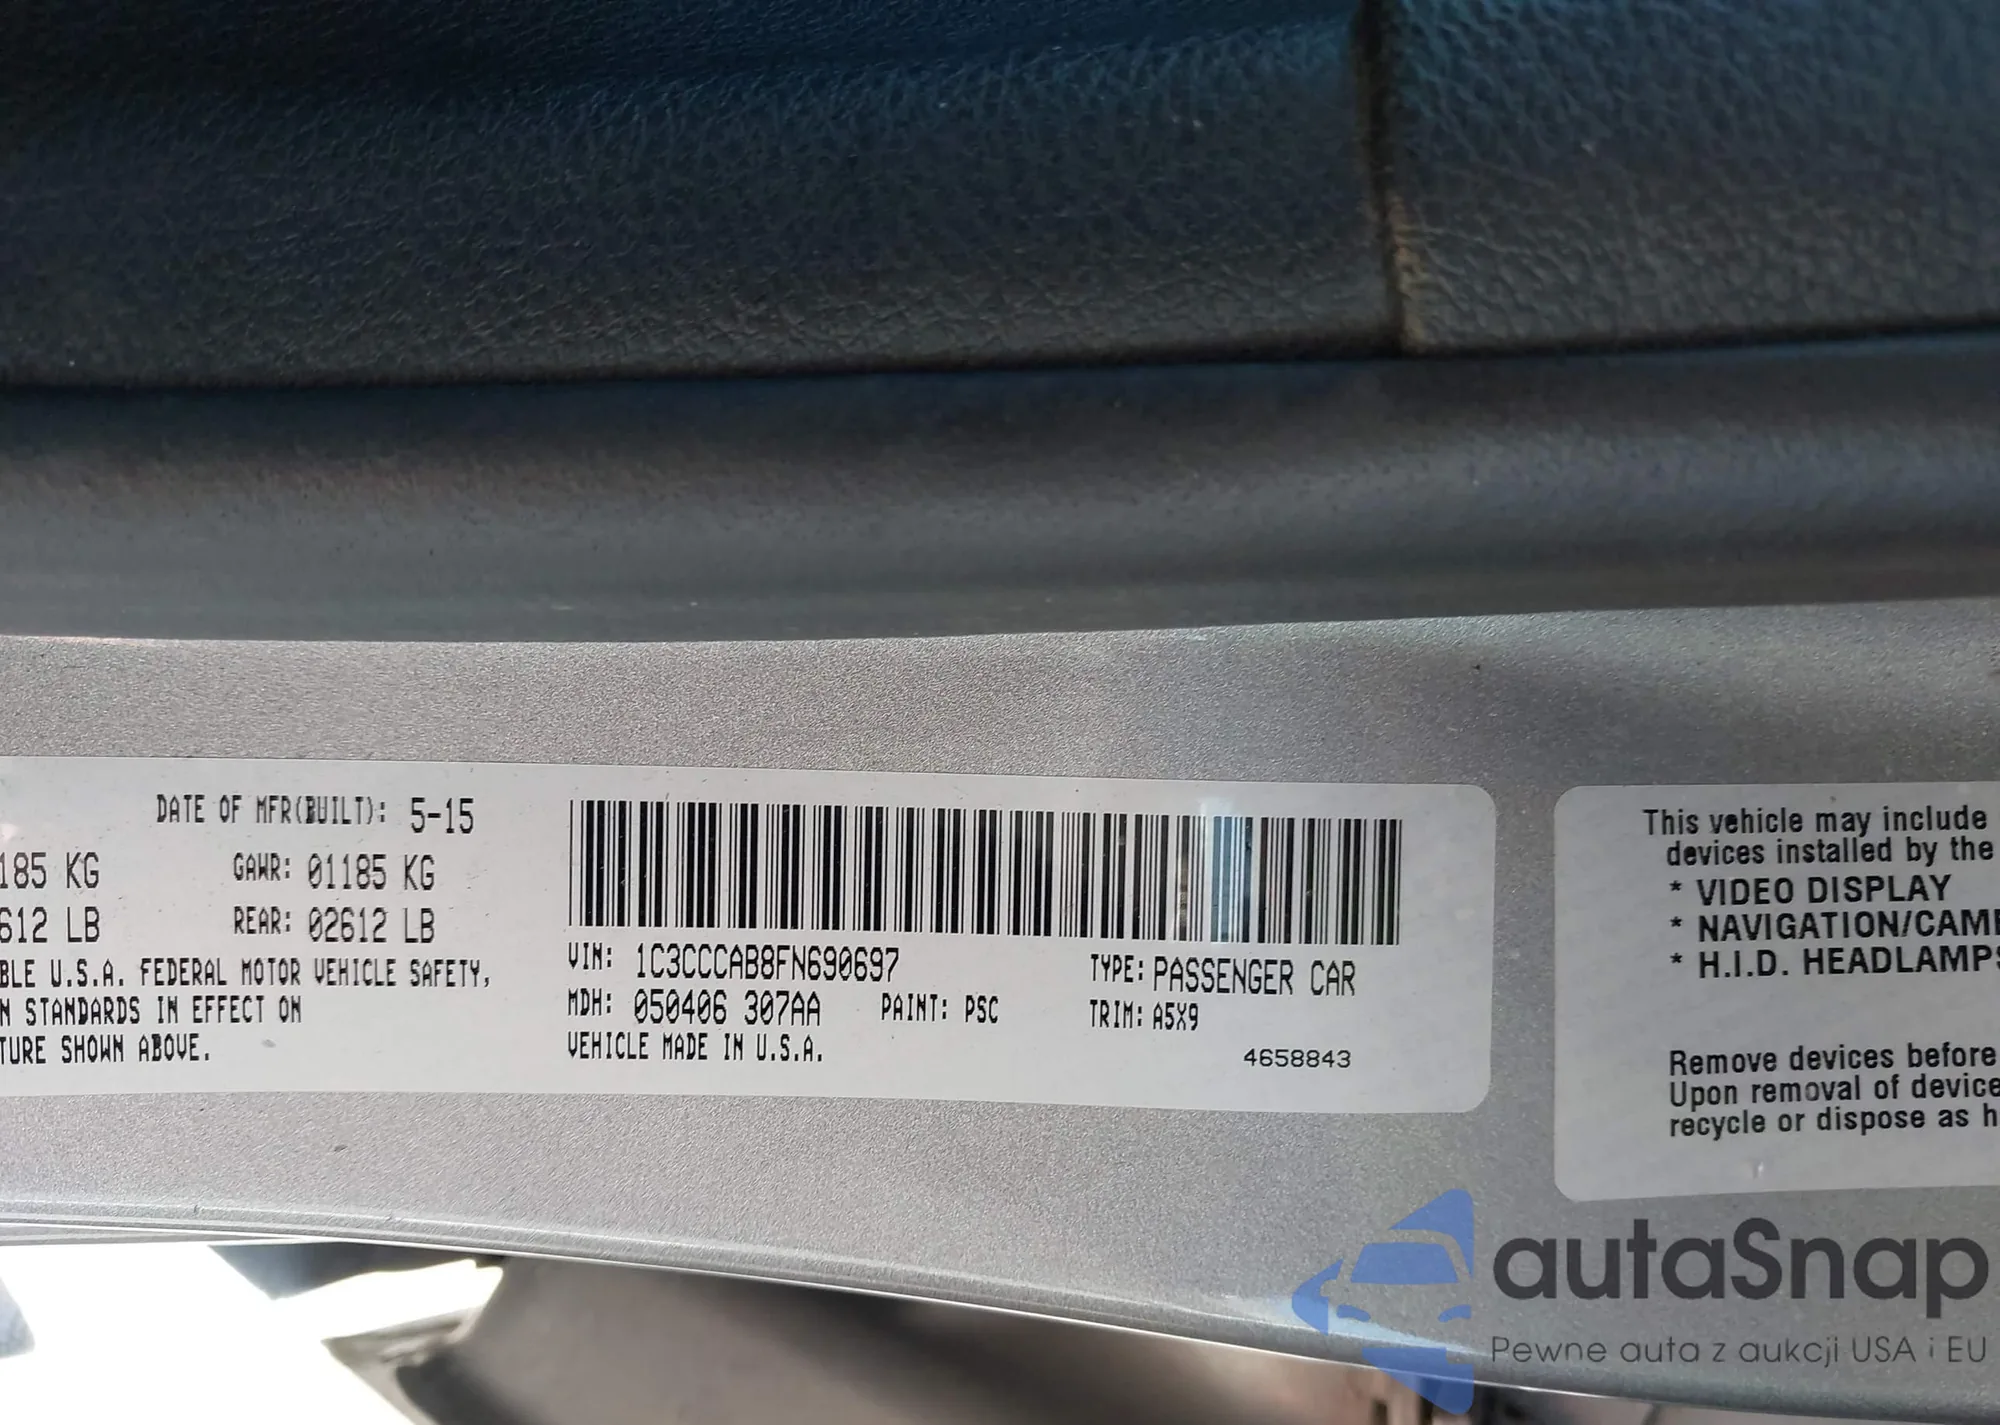 DATE OF MFR(BUILT): 5-15
185 KG GAWR: 01185 KG
612 LB REAR: 02612 LB
BLE U.S.A. FEDERAL MOTOR VEHICLE SAFETY,
N STANDARDS IN EFFECT ON
TURE SHOWN ABOVE.
VIN: 1C3CCCAB8FN690697 TYPE: PASSENGER CAR
MDH: 050406 307AA PAINT: PSC TRIM: A5X9
VEHICLE MADE IN U.S.A.
4658843
This vehicle may include
devices installed by the
* VIDEO DISPLAY
* NAVIGATION/CAME
* H.I.D. HEADLAMPS
Remove devices before
Upon removal of device
recycle or dispose as h
autaSnap
Pewne auta z aukcji USA i EU